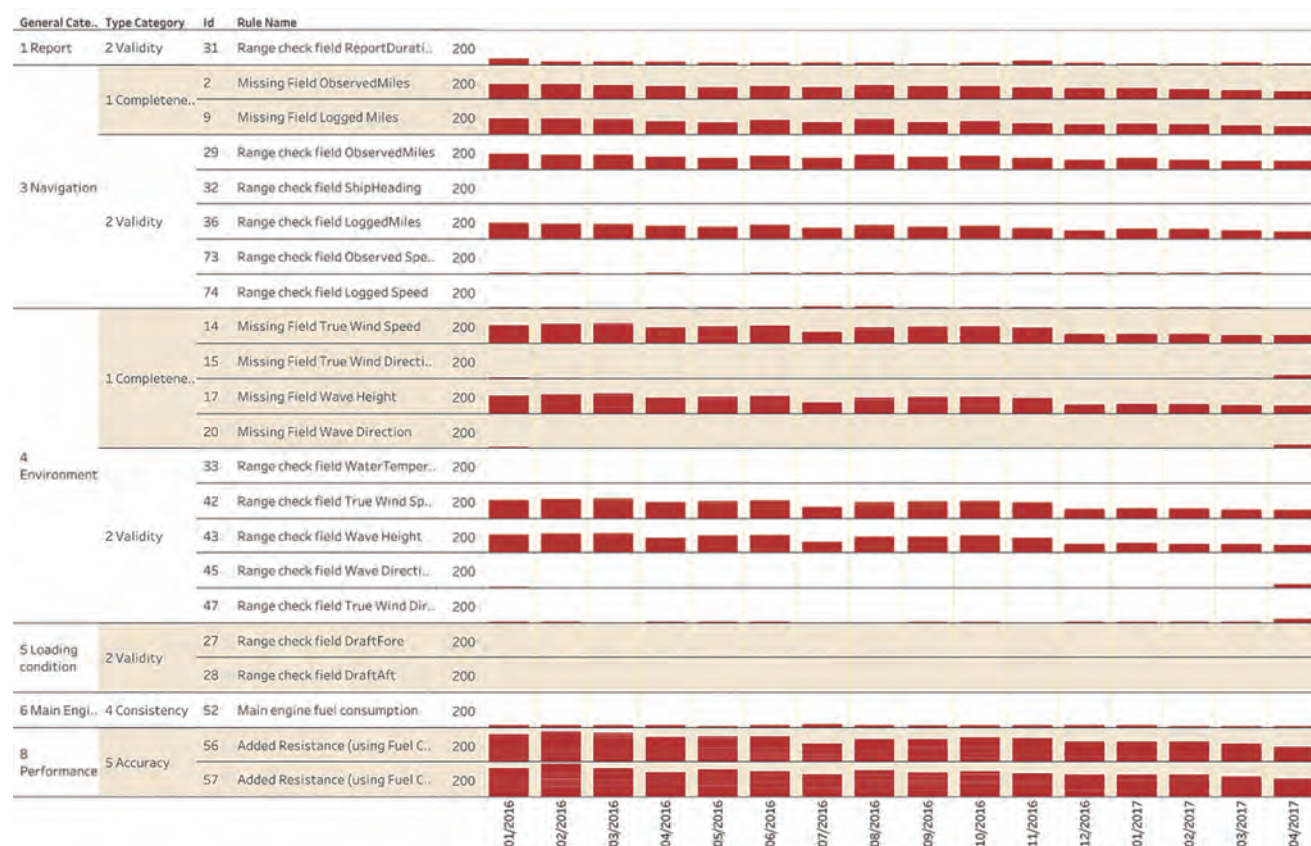 General Cate.. Type Category Id Rule Name
1 Report 2 Validity 31 Range check field ReportDurati.. 200
3 Navigation 1 Completene.. 2 Missing Field ObservedMiles 200
9 Missing Field Logged Miles 200
2 Validity 29 Range check field ObservedMiles 200
32 Range check field ShipHeading 200
36 Range check field LoggedMiles 200
73 Range check field Observed Spe.. 200
74 Range check field Logged Speed 200
4 Environment 1 Completene.. 14 Missing Field True Wind Speed 200
15 Missing Field True Wind Directi.. 200
17 Missing Field Wave Height 200
20 Missing Field Wave Direction 200
2 Validity 33 Range check field WaterTemper.. 200
42 Range check field True Wind Sp.. 200
43 Range check field Wave Height 200
45 Range check field Wave Directi.. 200
47 Range check field True Wind Dir.. 200
5 Loading condition 2 Validity 27 Range check field DraftFore 200
28 Range check field DraftAft 200
6 Main Engi.. 4 Consistency 52 Main engine fuel consumption 200
8 Performance 5 Accuracy 56 Added Resistance (using Fuel C.. 200
57 Added Resistance (using Fuel C.. 200
01/2016 02/2016 03/2016 04/2016 05/2016 06/2016 07/2016 08/2016 09/2016 10/2016 11/2016 12/2016 01/2017 02/2017 03/2017 04/2017